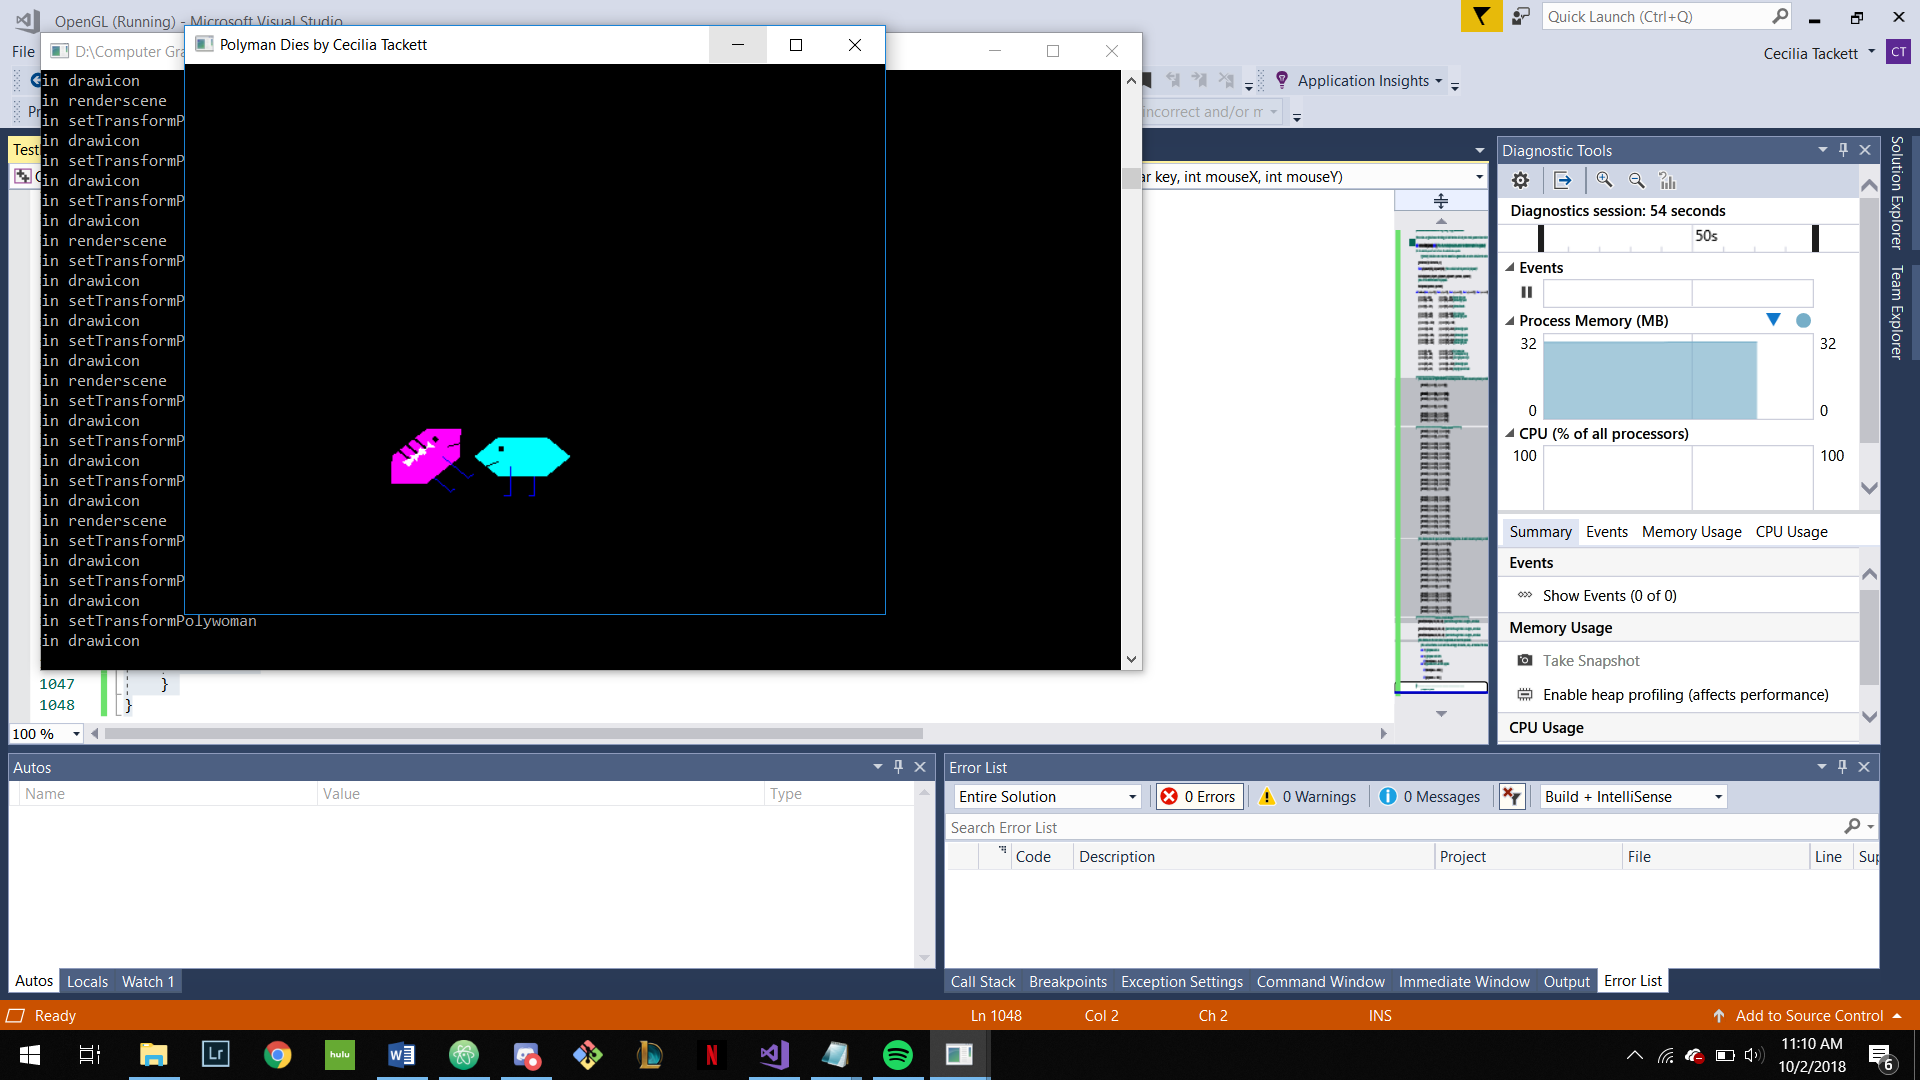 OpenGL (Running) - Microsoft Visual Studio
Quick Launch (Ctrl+Q)
File
D:\Computer Gra
Polyman Dies by Cecilia Tackett
Cecilia Tackett
CT
Application Insights
incorrect and/or m
Test
ar key, int mouseX, int mouseY)
in drawicon
in renderscene
in setTransformP
in drawicon
in setTransformP
in drawicon
in setTransformP
in drawicon
in renderscene
in setTransformP
in drawicon
in setTransformP
in drawicon
in setTransformP
in drawicon
in renderscene
in setTransformP
in drawicon
in setTransformP
in drawicon
in setTransformP
in drawicon
in renderscene
in setTransformP
in drawicon
in setTransformP
in drawicon
in setTransformPolywoman
in drawicon
1047 }
1048 }
100 %
Diagnostic Tools
Diagnostics session: 54 seconds
50s
Events
Process Memory (MB)
32 32
0 0
CPU (% of all processors)
100 100
Summary Events Memory Usage CPU Usage
Events
Show Events (0 of 0)
Memory Usage
Take Snapshot
Enable heap profiling (affects performance)
CPU Usage
Solution Explorer
Team Explorer
Autos
Name Value Type
Autos Locals Watch 1
Error List
Entire Solution 0 Errors 0 Warnings 0 Messages Build + IntelliSense
Search Error List
Code Description Project File Line Sup
Call Stack Breakpoints Exception Settings Command Window Immediate Window Output Error List
Ready Ln 1048 Col 2 Ch 2 INS Add to Source Control
Lr
hulu
N
11:10 AM
10/2/2018
6